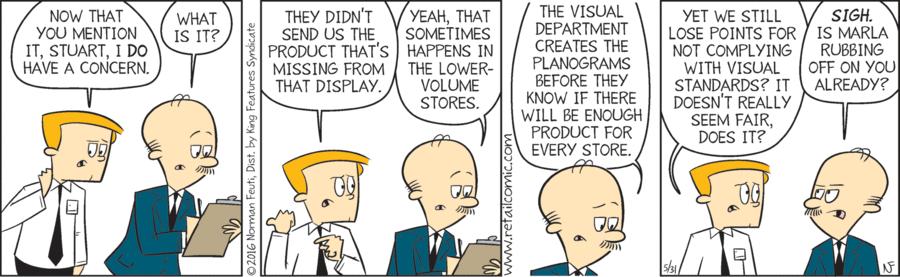 NOW THAT
YOU MENTION
IT, STUART, I DO
HAVE A CONCERN.
WHAT
IS IT?
©2016 Norman Feuti, Dist. by King Features Syndicate
THEY DIDN'T
SEND US THE
PRODUCT THAT'S
MISSING FROM
THAT DISPLAY.
YEAH, THAT
SOMETIMES
HAPPENS IN
THE LOWER-
VOLUME
STORES.
www.retailcomic.com
THE VISUAL
DEPARTMENT
CREATES THE
PLANOGRAMS
BEFORE THEY
KNOW IF THERE
WILL BE ENOUGH
PRODUCT FOR
EVERY STORE.
YET WE STILL
LOSE POINTS FOR
NOT COMPLYING
WITH VISUAL
STANDARDS? IT
DOESN'T REALLY
SEEM FAIR,
DOES IT?
SIGH.
IS MARLA
RUBBING
OFF ON YOU
ALREADY?
5/31
NF